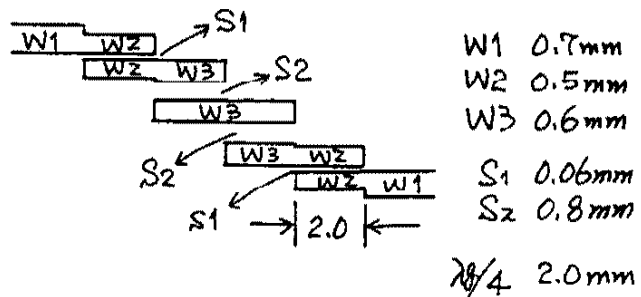 W1 W2 S1
W2 W3 S2
W3
W3 W2
S2
W2 W1
S1
2.0
W1 0.7mm
W2 0.5mm
W3 0.6mm
S1 0.06mm
S2 0.8mm
λg/4 2.0mm